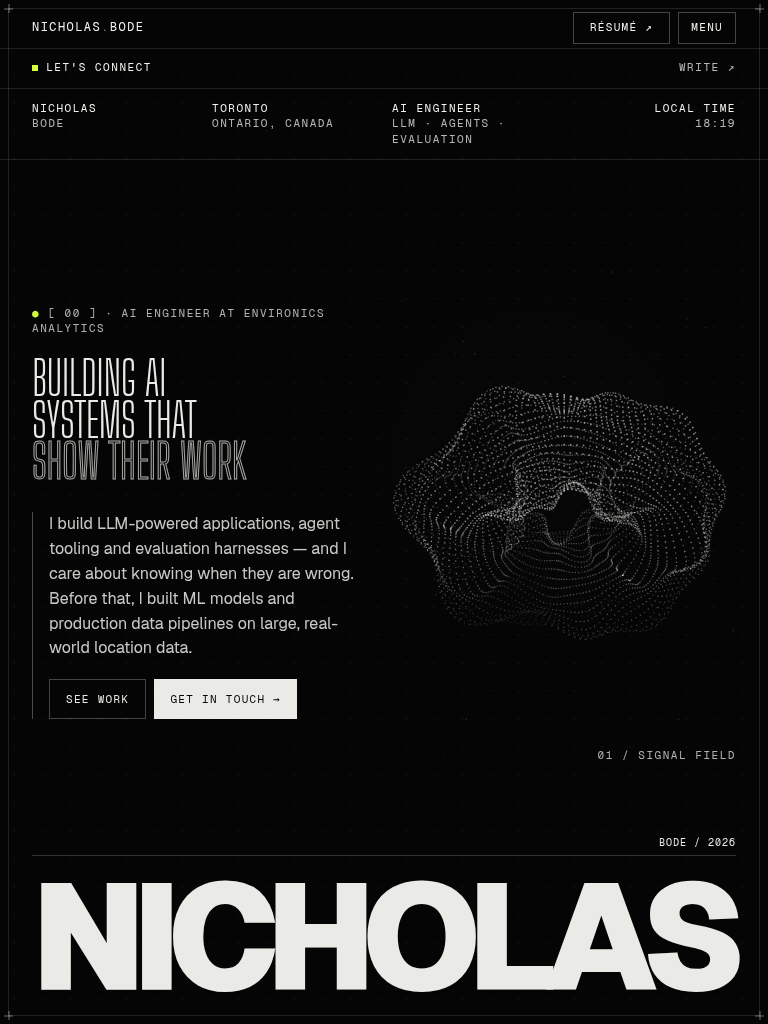 NICHOLAS.BODE
RÉSUMÉ ↗
MENU
LET'S CONNECT
WRITE ↗
NICHOLAS
BODE
TORONTO
ONTARIO, CANADA
AI ENGINEER
LLM · AGENTS ·
EVALUATION
LOCAL TIME
18:19
[ 00 ] · AI ENGINEER AT ENVIRONICS
ANALYTICS
BUILDING AI
SYSTEMS THAT
SHOW THEIR WORK
I build LLM-powered applications, agent
tooling and evaluation harnesses — and I
care about knowing when they are wrong.
Before that, I built ML models and
production data pipelines on large, real-
world location data.
SEE WORK
GET IN TOUCH →
01 / SIGNAL FIELD
BODE / 2026
NICHOLAS